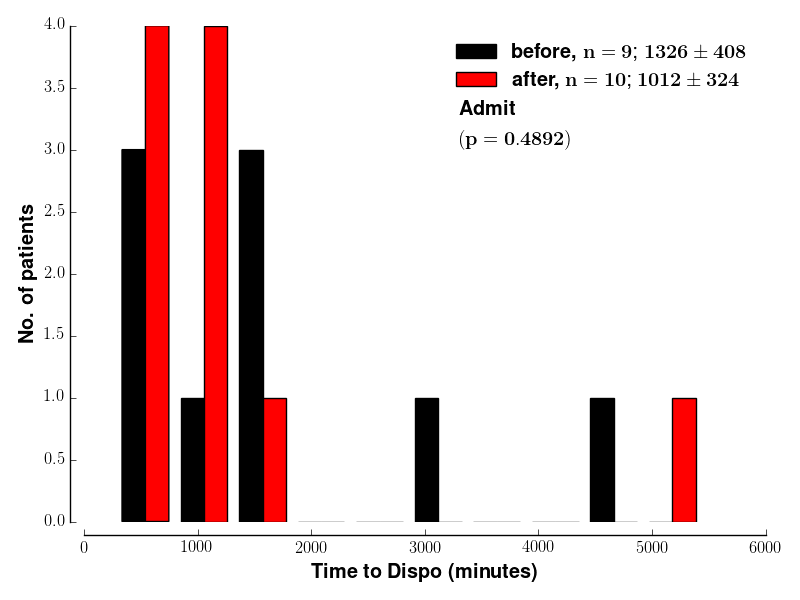 before, n = 9; 1326 ± 408
after, n = 10; 1012 ± 324
Admit
(p = 0.4892)
No. of patients
4.0
3.5
3.0
2.5
2.0
1.5
1.0
0.5
0.0
0 1000 2000 3000 4000 5000 6000
Time to Dispo (minutes)